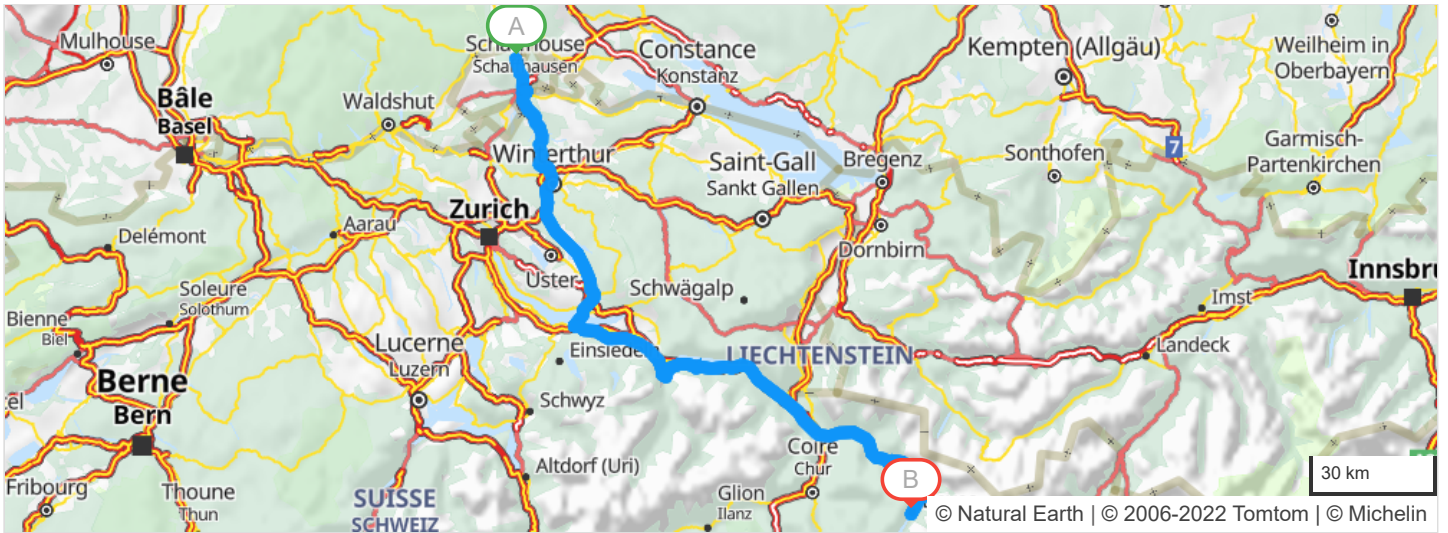 A
Mulhouse
Schaffhouse
Schaffhausen
Constance
Konstanz
Kempten (Allgäu)
Weilheim in
Oberbayern
Bâle
Basel
Waldshut
7
Garmisch-
Partenkirchen
Winterthur
Saint-Gall
Sankt Gallen
Bregenz
Sonthofen
Zurich
Aarau
Delémont
Dornbirn
Uster
Schwägalp
Innsbru
Imst
Soleure
Solothurn
Bienne
Biel
Lucerne
Luzern
Einsiede
LIECHTENSTEIN
Landeck
Berne
Bern
el
Schwyz
Coire
Chur
Altdorf (Uri)
B
30 km
Fribourg
Thoune
Thun
SUISSE
SCHWEIZ
Glion
Ilanz
© Natural Earth | © 2006-2022 Tomtom | © Michelin